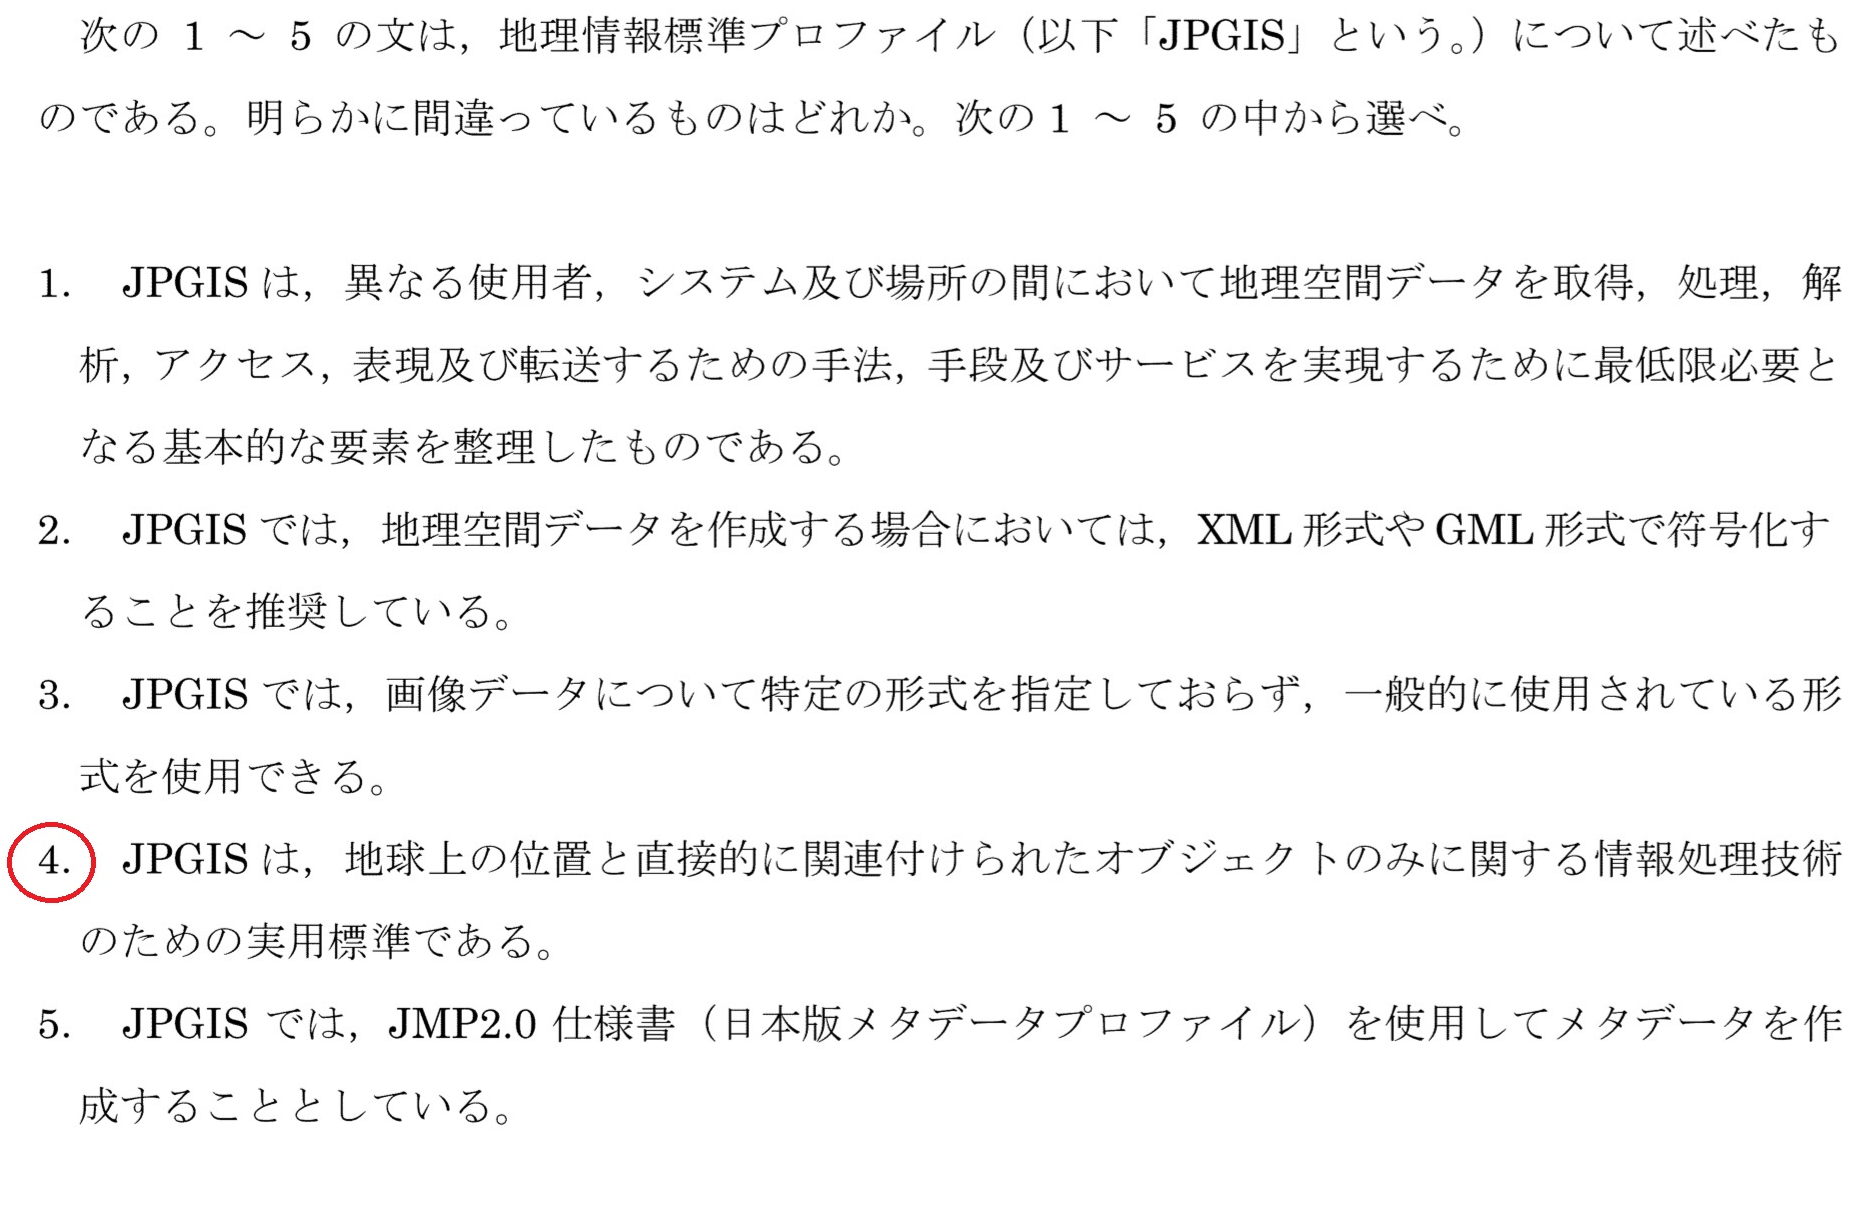 次の 1 ～ 5 の文は，地理情報標準プロファイル（以下「JPGIS」という。）について述べたも
のである。明らかに間違っているものはどれか。次の 1 ～ 5 の中から選べ。
1. JPGIS は，異なる使用者，システム及び場所の間において地理空間データを取得，処理，解
析，アクセス，表現及び転送するための手法，手段及びサービスを実現するために最低限必要と
なる基本的な要素を整理したものである。
2. JPGIS では，地理空間データを作成する場合においては，XML 形式や GML 形式で符号化す
ることを推奨している。
3. JPGIS では，画像データについて特定の形式を指定しておらず，一般的に使用されている形
式を使用できる。
4. JPGIS は，地球上の位置と直接的に関連付けられたオブジェクトのみに関する情報処理技術
のための実用標準である。
5. JPGIS では，JMP2.0 仕様書（日本版メタデータプロファイル）を使用してメタデータを作
成することとしている。